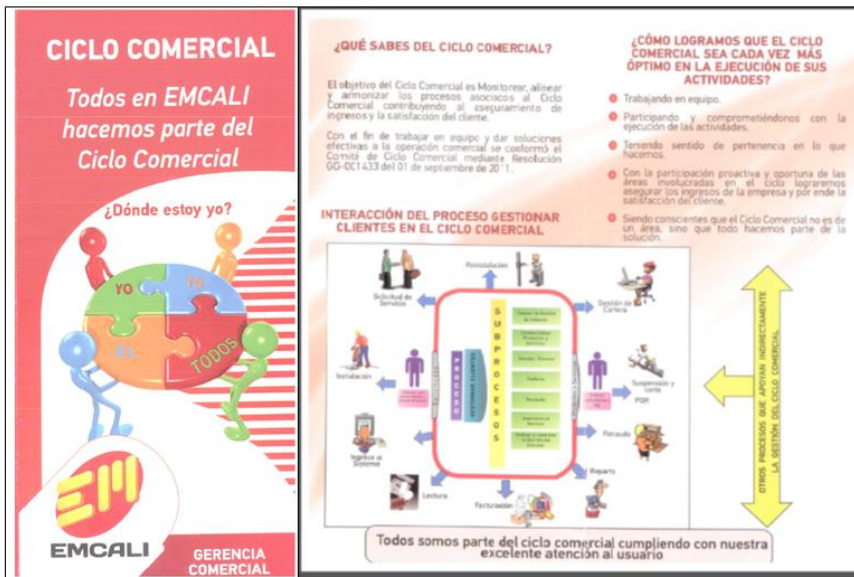 CICLO COMERCIAL
Todos en EMCALI
hacemos parte del
Ciclo Comercial
¿Dónde estoy yo?
YO
TU
EL
TODOS
EM
EMCALI
GERENCIA
COMERCIAL
¿QUÉ SABES DEL CICLO COMERCIAL?
El objetivo del Ciclo Comercial es Monitorear, alinear
y armonizar los procesos asociados al Ciclo
Comercial contribuyendo al aseguramiento de
ingresos y la satisfacción del cliente.
Con el fin de trabajar en equipo y dar soluciones
efectivas a la operación comercial se conformó el
Comité de Ciclo Comercial mediante Resolución
GG-001433 del 01 de septiembre de 2011.
¿CÓMO LOGRAMOS QUE EL CICLO
COMERCIAL SEA CADA VEZ MÁS
ÓPTIMO EN LA EJECUCIÓN DE SUS
ACTIVIDADES?
Trabajando en equipo.
Participando y comprometiéndonos con la
ejecución de las actividades.
Teniendo sentido de pertenencia en lo que
hacemos.
Con la participación proactiva y oportuna de las
áreas involucradas en el ciclo lograremos
asegurar los ingresos de la empresa y por ende la
satisfacción del cliente.
Siendo conscientes que el Ciclo Comercial no es de
un área, sino que todo hacemos parte de la
solución.
INTERACCIÓN DEL PROCESO GESTIONAR
CLIENTES EN EL CICLO COMERCIAL
Reinstalación
Solicitud de
Servicio
Gestión de
Cartera
Instalación
PROCESO
GESTIONAR CLIENTES
SUBPROCESOS
Suspensión y
corte
PQR
Ingreso al
Sistema
Recaudo
Lectura
Facturación
Reparto
OTROS PROCESOS QUE APOYAN INDIRECTAMENTE
LA GESTIÓN DEL CICLO COMERCIAL
Todos somos parte del ciclo comercial cumpliendo con nuestra
excelente atención al usuario